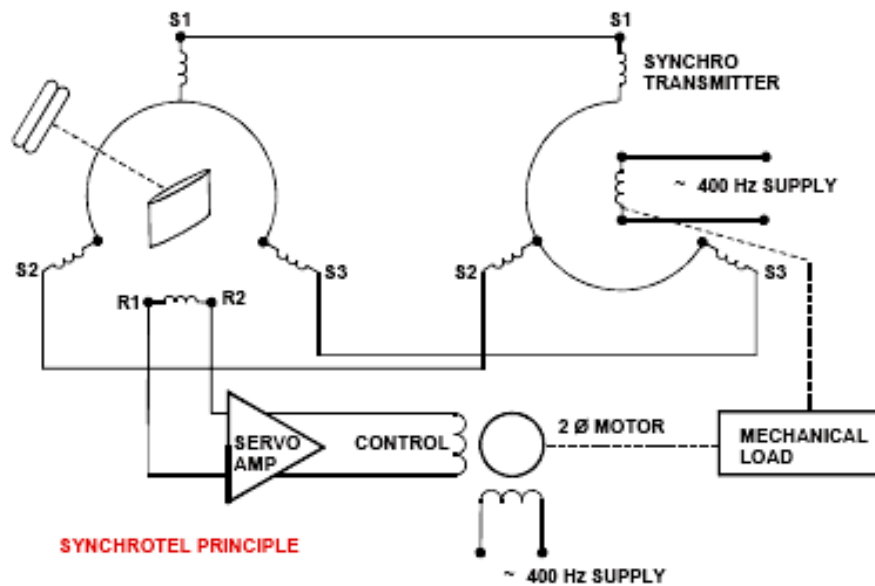 S1
S1
SYNCHRO
TRANSMITTER
~ 400 Hz SUPPLY
S2
S3
S2
S3
R1
R2
SERVO
AMP
CONTROL
2 Ø MOTOR
MECHANICAL
LOAD
SYNCHROTEL PRINCIPLE
~ 400 Hz SUPPLY